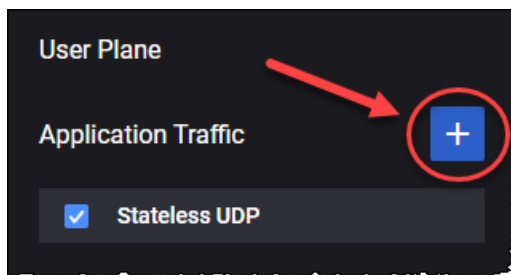 User Plane
Application Traffic
+
Stateless UDP